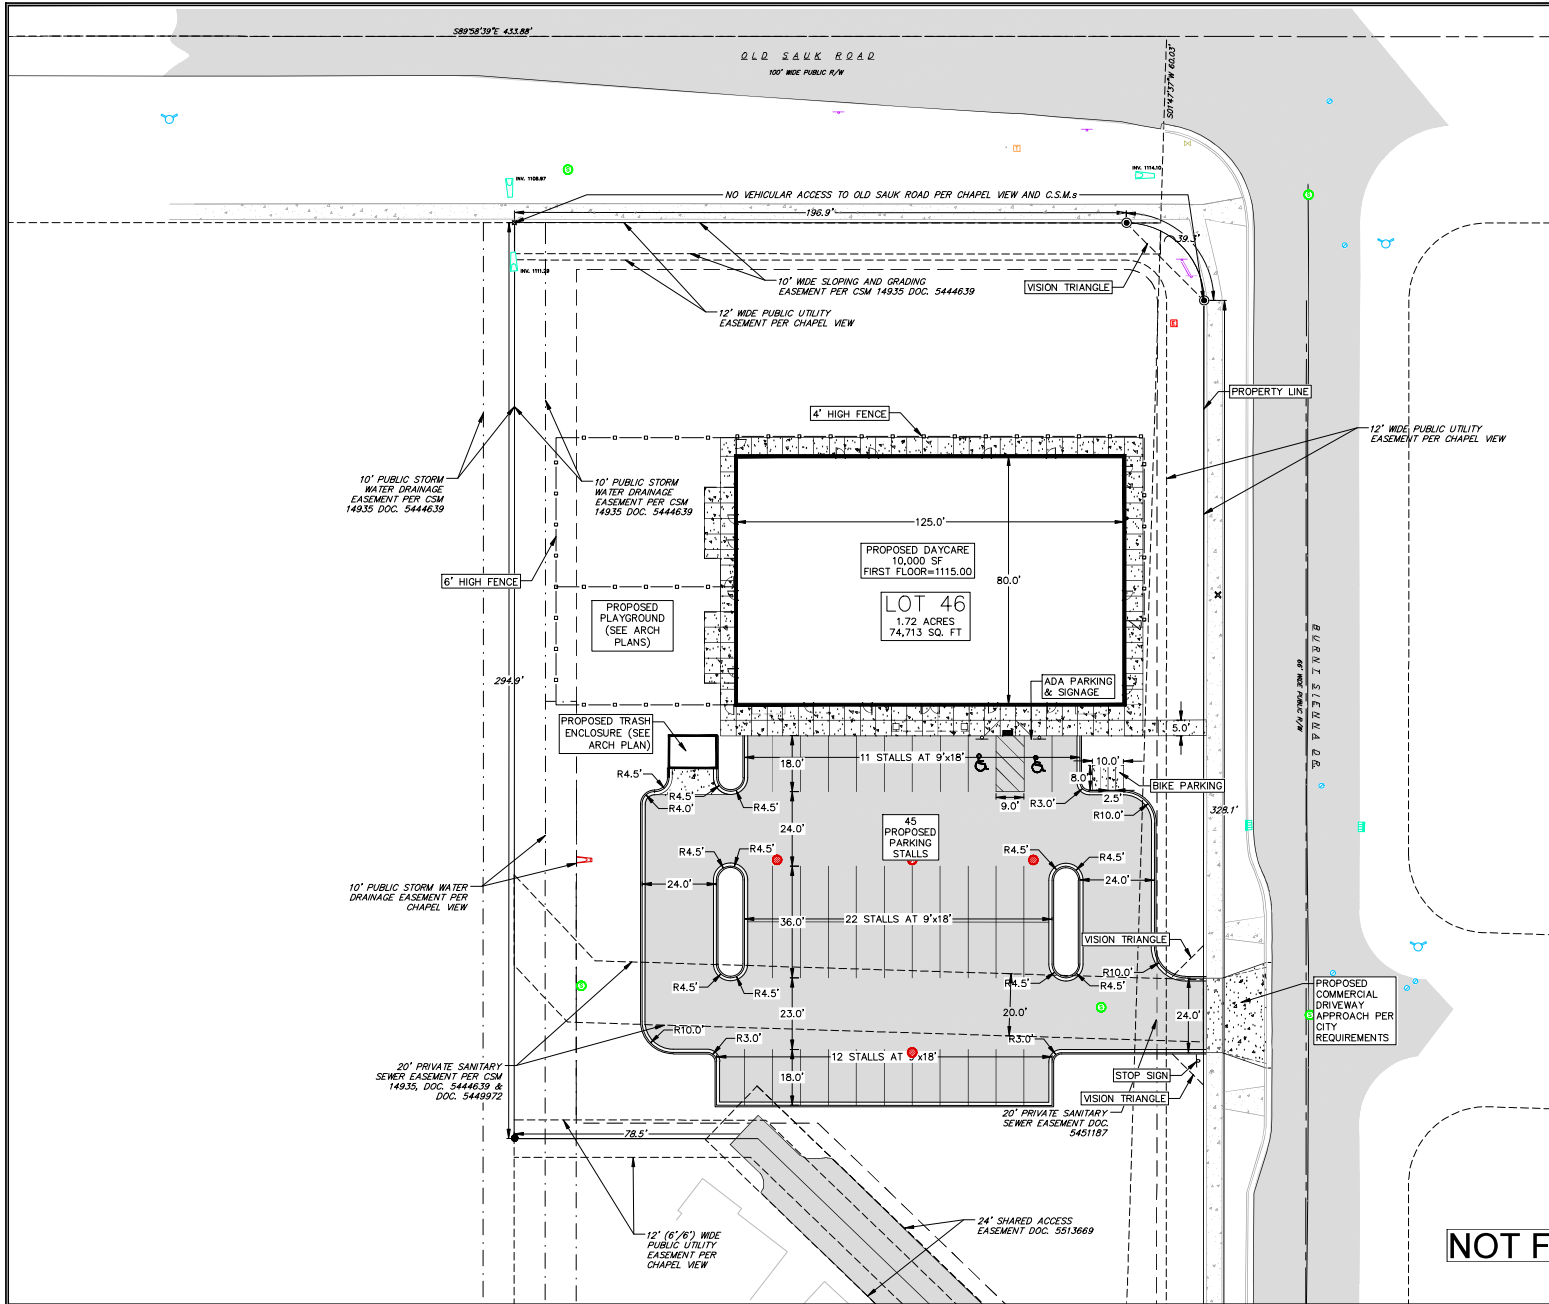 S89°58'39"E 433.88'
OLD SAUK ROAD
100' WIDE PUBLIC R/W
S01°47'37"W 60.03'
INV. 1108.97
INV. 1114.10
T
S
S
NO VEHICULAR ACCESS TO OLD SAUK ROAD PER CHAPEL VIEW AND C.S.M.s
196.9'
39.3'
INV. 1111.29
10' WIDE SLOPING AND GRADING
EASEMENT PER CSM 14935 DOC. 5444639
VISION TRIANGLE
12' WIDE PUBLIC UTILITY
EASEMENT PER CHAPEL VIEW
E
PROPERTY LINE
4' HIGH FENCE
12' WIDE PUBLIC UTILITY
EASEMENT PER CHAPEL VIEW
10' PUBLIC STORM
WATER DRAINAGE
EASEMENT PER CSM
14935 DOC. 5444639
10' PUBLIC STORM
WATER DRAINAGE
EASEMENT PER CSM
14935 DOC. 5444639
125.0'
PROPOSED DAYCARE
10,000 SF
FIRST FLOOR=1115.00
80.0'
6' HIGH FENCE
LOT 46
1.72 ACRES
74,713 SQ. FT
PROPOSED
PLAYGROUND
(SEE ARCH
PLANS)
BURNT SIENNA DR
66' WIDE PUBLIC R/W
294.9'
ADA PARKING
& SIGNAGE
PROPOSED TRASH
ENCLOSURE (SEE
ARCH PLAN)
5.0'
18.0'
11 STALLS AT 9'x18'
10.0'
R4.5'
8.0'
BIKE PARKING
R4.5'
R4.0'
R4.5'
9.0'
R3.0'
2.5'
R10.0'
328.1'
24.0'
45
PROPOSED
PARKING
STALLS
R4.5'
R4.5'
R4.5'
R4.5'
24.0'
24.0'
10' PUBLIC STORM WATER
DRAINAGE EASEMENT PER
CHAPEL VIEW
36.0'
22 STALLS AT 9'x18'
VISION TRIANGLE
R10.0'
R4.5'
R4.5'
R4.5'
R4.5'
S
S
S
PROPOSED
COMMERCIAL
DRIVEWAY
APPROACH PER
CITY
REQUIREMENTS
23.0'
20.0'
24.0'
R10.0'
R3.0'
R3.0'
12 STALLS AT 9'x18'
20' PRIVATE SANITARY
SEWER EASEMENT PER CSM
14935, DOC. 5444639 &
DOC. 5449972
18.0'
STOP SIGN
VISION TRIANGLE
20' PRIVATE SANITARY
SEWER EASEMENT DOC.
5451187
78.5'
12' (6'/6') WIDE
PUBLIC UTILITY
EASEMENT PER
CHAPEL VIEW
24' SHARED ACCESS
EASEMENT DOC. 5513669
NOT F